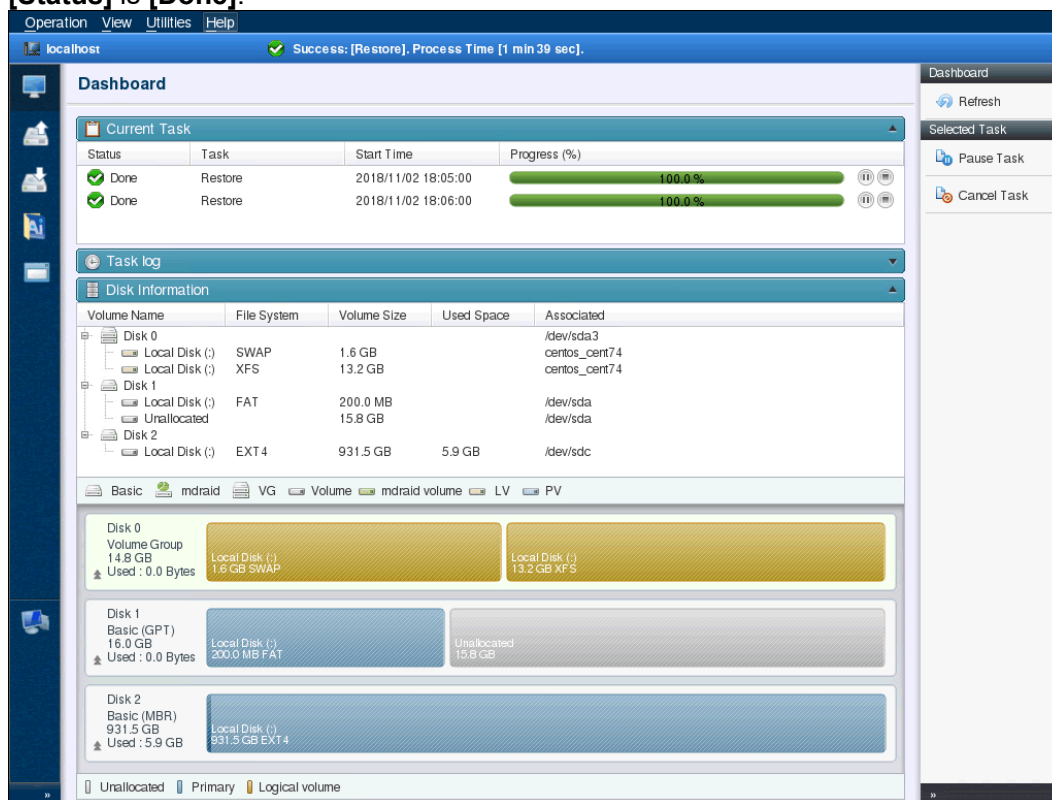 [Status] is [Done].
Operation View Utilities Help
localhost Success: [Restore]. Process Time [1 min 39 sec].
Dashboard
Current Task
Status Task Start Time Progress (%)
Done Restore 2018/11/02 18:05:00 100.0 %
Done Restore 2018/11/02 18:06:00 100.0 %
Task log
Disk Information
Volume Name File System Volume Size Used Space Associated
Disk 0 /dev/sda3
Local Disk (:) SWAP 1.6 GB centos_cent74
Local Disk (:) XFS 13.2 GB centos_cent74
Disk 1
Local Disk (:) FAT 200.0 MB /dev/sda
Unallocated 15.8 GB /dev/sda
Disk 2
Local Disk (:) EXT4 931.5 GB 5.9 GB /dev/sdc
Basic mdraid VG Volume mdraid volume LV PV
Disk 0
Volume Group
14.8 GB
Used : 0.0 Bytes
Local Disk (:)
1.6 GB SWAP
Local Disk (:)
13.2 GB XFS
Disk 1
Basic (GPT)
16.0 GB
Used : 0.0 Bytes
Local Disk (:)
200.0 MB FAT
Unallocated
15.8 GB
Disk 2
Basic (MBR)
931.5 GB
Used : 5.9 GB
Local Disk (:)
931.5 GB EXT4
Unallocated Primary Logical volume
Dashboard
Refresh
Selected Task
Pause Task
Cancel Task